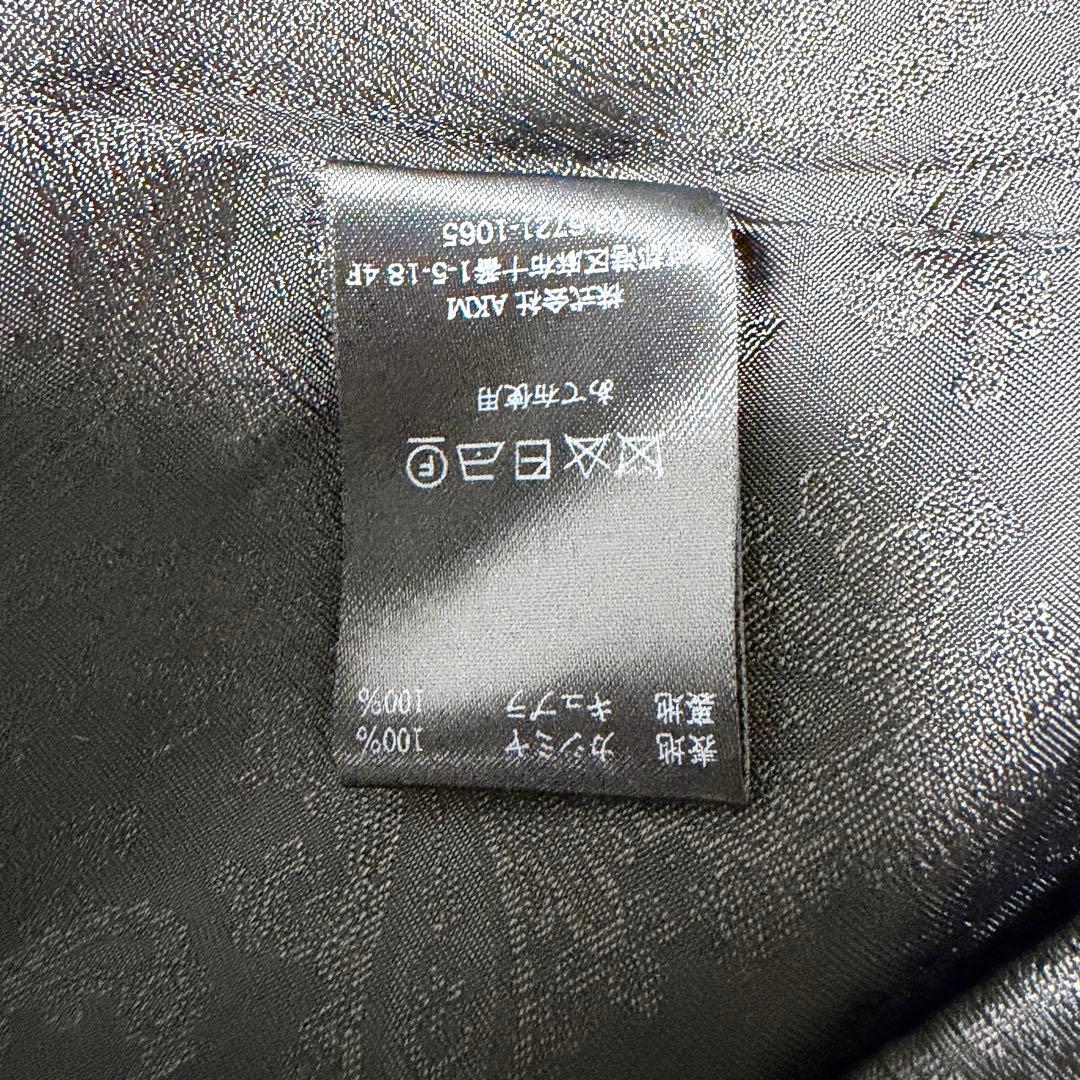 表地 カシミヤ 100%
裏地 キュプラ 100%
F
あて布使用
株式会社 AKM
都港区麻布十番1-5-18 4F
6721-1065